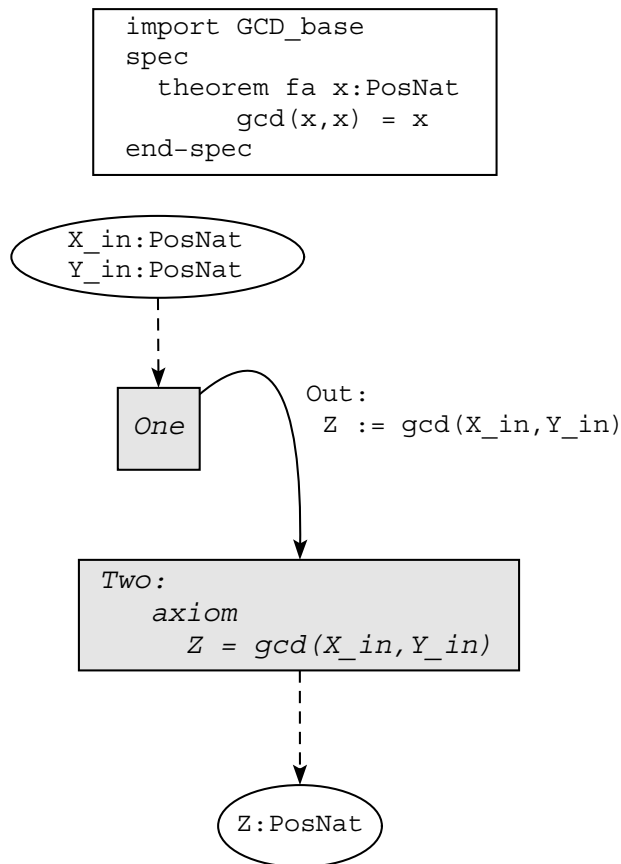 import GCD_base
spec
theorem fa x:PosNat
gcd(x,x) = x
end-spec
X_in:PosNat
Y_in:PosNat
One
Out:
Z := gcd(X_in,Y_in)
Two:
axiom
Z = gcd(X_in,Y_in)
Z:PosNat